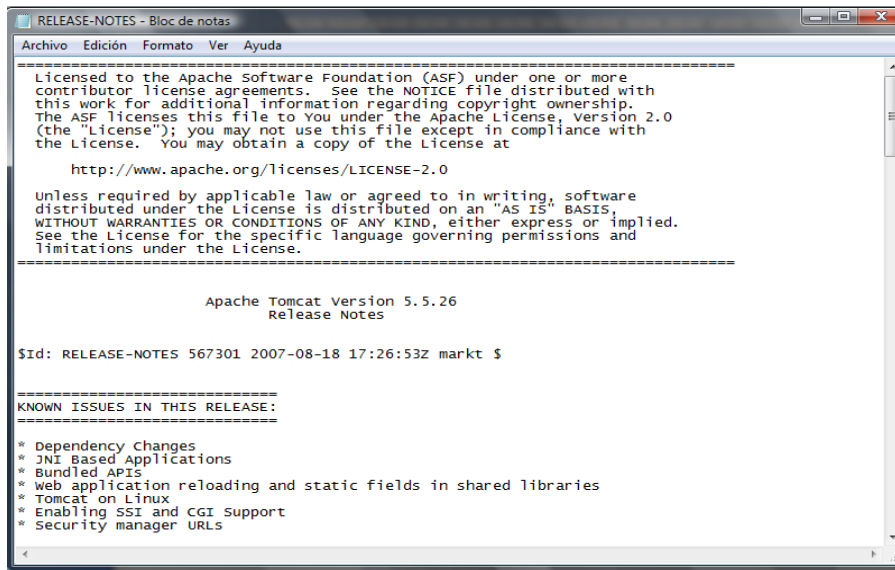 RELEASE-NOTES - Bloc de notas
Archivo Edición Formato Ver Ayuda
================================================================================
Licensed to the Apache Software Foundation (ASF) under one or more
contributor license agreements. See the NOTICE file distributed with
this work for additional information regarding copyright ownership.
The ASF licenses this file to You under the Apache License, Version 2.0
(the "License"); you may not use this file except in compliance with
the License. You may obtain a copy of the License at
http://www.apache.org/licenses/LICENSE-2.0
Unless required by applicable law or agreed to in writing, software
distributed under the License is distributed on an "AS IS" BASIS,
WITHOUT WARRANTIES OR CONDITIONS OF ANY KIND, either express or implied.
See the License for the specific language governing permissions and
limitations under the License.
================================================================================
Apache Tomcat Version 5.5.26
Release Notes
$Id: RELEASE-NOTES 567301 2007-08-18 17:26:53Z markt $
=============================
KNOWN ISSUES IN THIS RELEASE:
=============================
* Dependency Changes
* JNI Based Applications
* Bundled APIs
* Web application reloading and static fields in shared libraries
* Tomcat on Linux
* Enabling SSI and CGI Support
* Security manager URLs